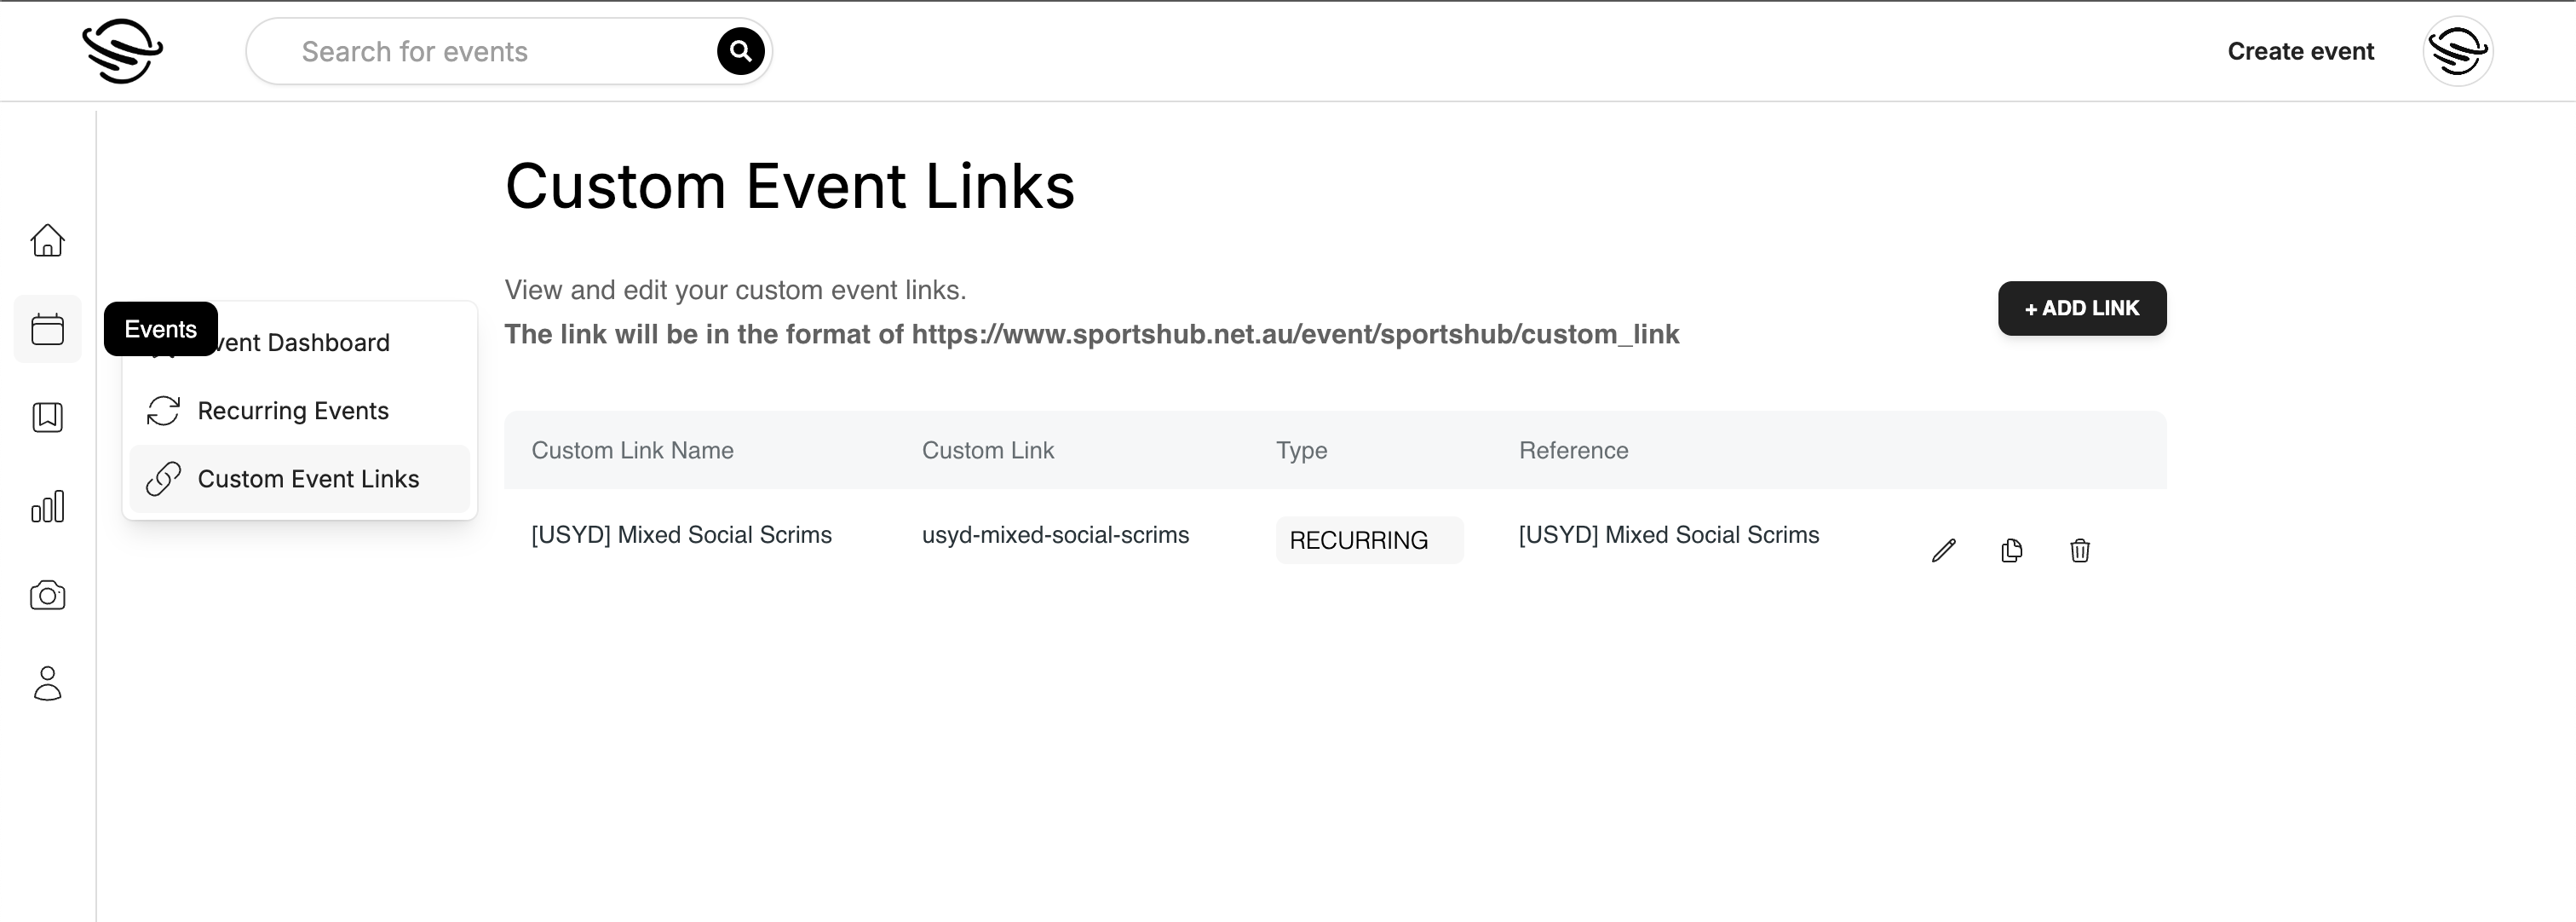 Search for events
Create event
Custom Event Links
View and edit your custom event links.
The link will be in the format of https://www.sportshub.net.au/event/sportshub/custom_link
+ ADD LINK
Events
vent Dashboard
Recurring Events
Custom Event Links
Custom Link Name Custom Link Type Reference
[USYD] Mixed Social Scrims usyd-mixed-social-scrims RECURRING [USYD] Mixed Social Scrims